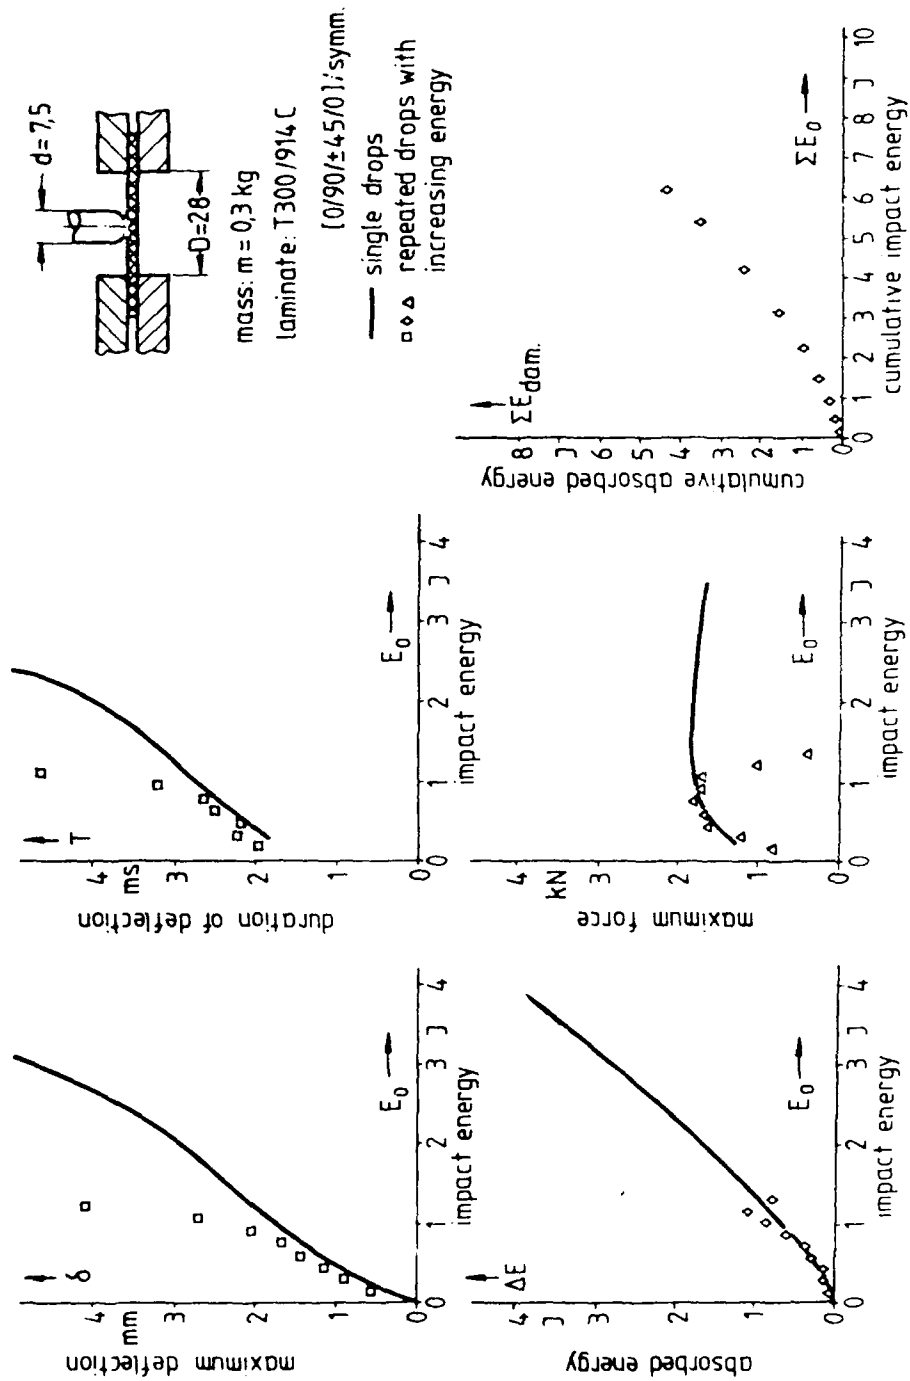 d=7,5
D=28
mass: m = 0,3 kg
laminate: T300/914 C
[0/90/±45/0]/symm.
single drops
repeated drops with
increasing energy
maximum deflection
δ
mm
4
3
2
1
0
0 1 2 3 J 4
E0
impact energy
duration of deflection
T
ms
4
3
2
1
0
0 1 2 3 J 4
E0
impact energy
absorbed energy
ΔE
4
J
3
2
1
0
0 1 2 3 J 4
E0
impact energy
maximum force
4
kN
3
2
1
0
0 1 2 3 J 4
E0
impact energy
cumulative absorbed energy
ΣEdam.
8
7
J
6
5
4
3
2
1
0
0 1 2 3 4 5 6 7 8 J 10
ΣE0
cumulative impact energy